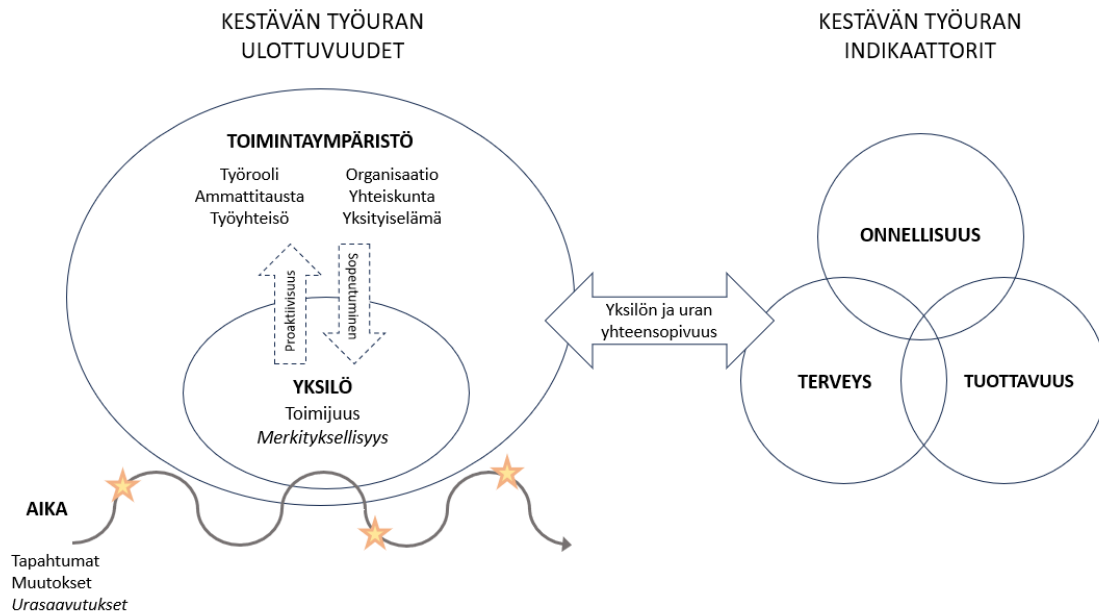 KESTÄVÄN TYÖURAN
ULOTTUVUUDET
TOIMINTAYMPÄRISTÖ
Työrooli
Ammattitausta
Työyhteisö
Organisaatio
Yhteiskunta
Yksityiselämä
Proaktiivisuus
Sopeutuminen
YKSILÖ
Toimijuus
Merkityksellisyys
AIKA
Tapahtumat
Muutokset
Urasaavutukset
Yksilön ja uran
yhteensopivuus
KESTÄVÄN TYÖURAN
INDIKAATTORIT
ONNELLISUUS
TERVEYS
TUOTTAVUUS